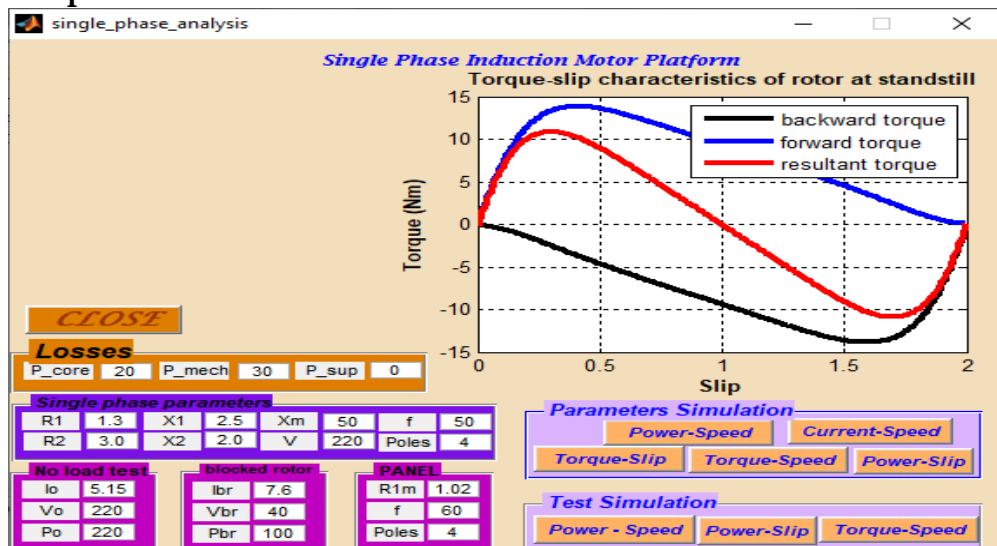 single_phase_analysis
Single Phase Induction Motor Platform
Torque-slip characteristics of rotor at standstill
15
10
5
0
-5
-10
-15
Torque (Nm)
backward torque
forward torque
resultant torque
0
0.5
1
1.5
2
Slip
CLOSE
Losses
P_core 20 P_mech 30 P_sup 0
Single phase parameters
R1 1.3 X1 2.5 Xm 50 f 50
R2 3.0 X2 2.0 V 220 Poles 4
No load test
Io 5.15
Vo 220
Po 220
blocked rotor
Ibr 7.6
Vbr 40
Pbr 100
PANEL
R1m 1.02
f 60
Poles 4
Parameters Simulation
Power-Speed Current-Speed
Torque-Slip Torque-Speed Power-Slip
Test Simulation
Power - Speed Power-Slip Torque-Speed